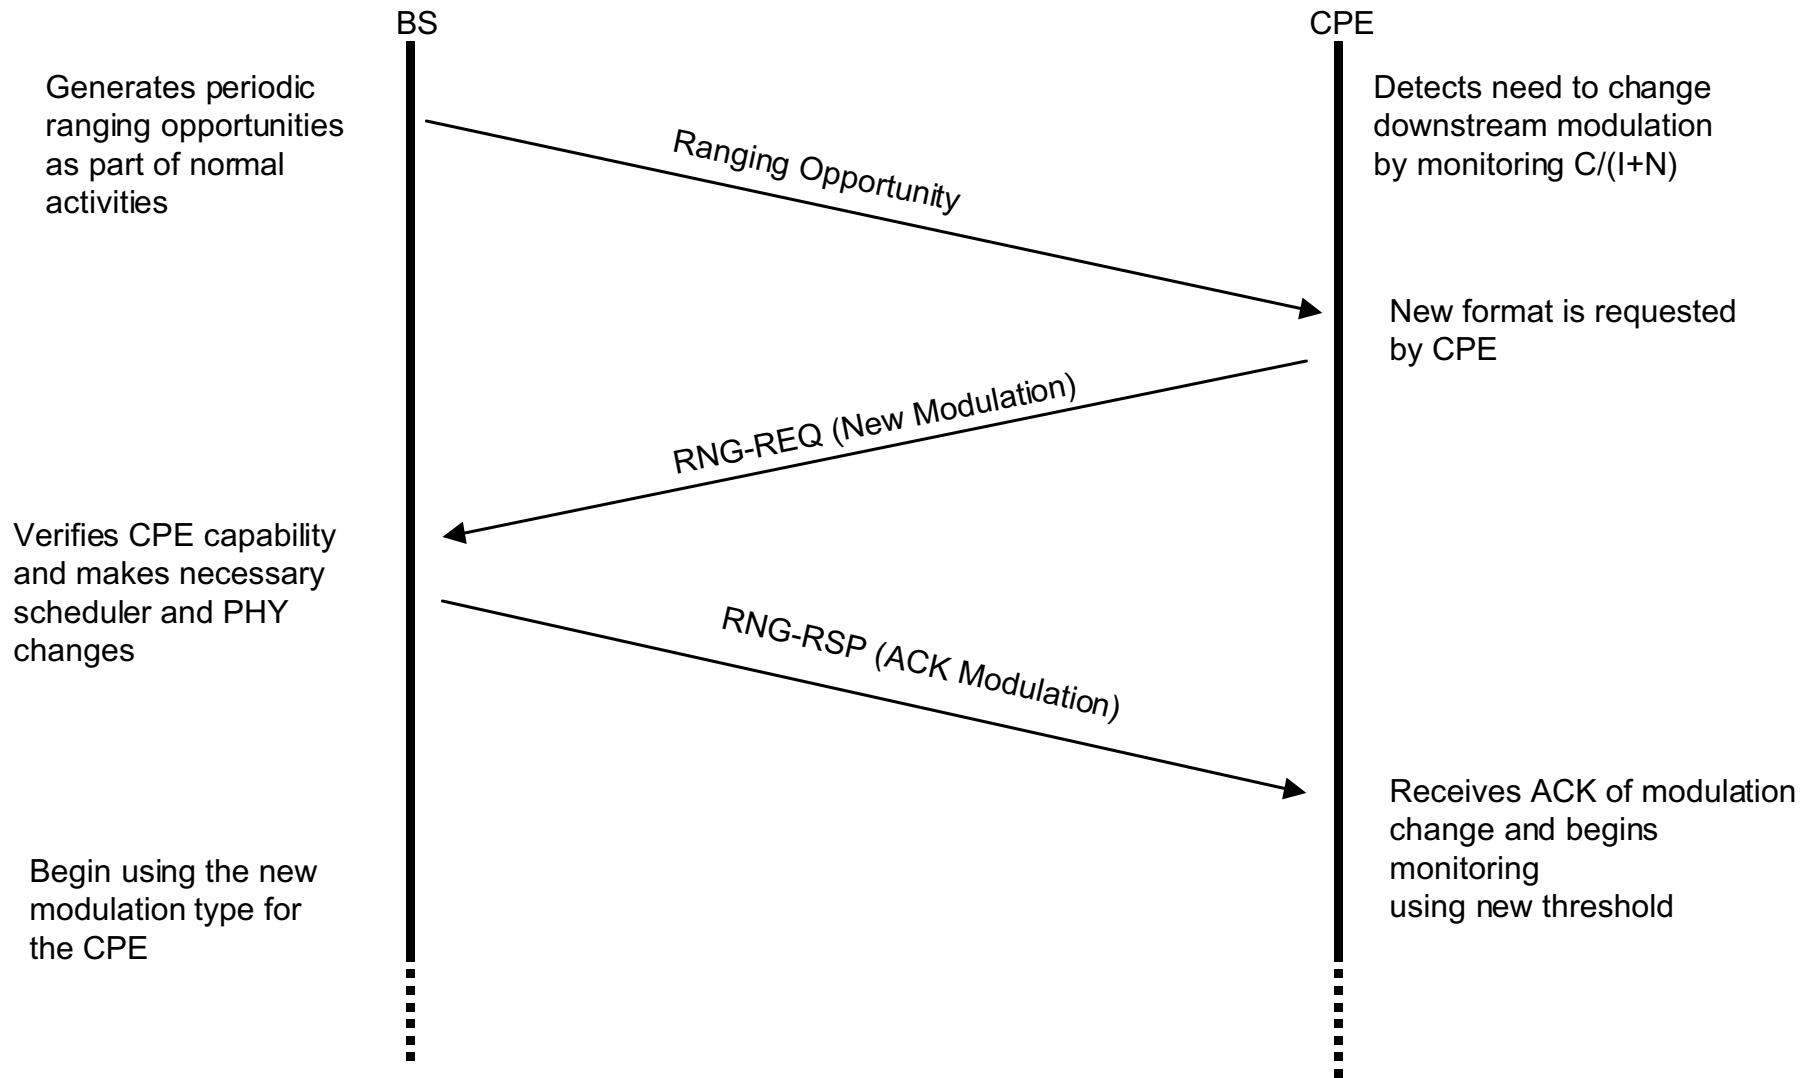 BS
CPE
Generates periodic
ranging opportunities
as part of normal
activities
Detects need to change
downstream modulation
by monitoring C/(I+N)
Ranging Opportunity
New format is requested
by CPE
RNG-REQ (New Modulation)
Verifies CPE capability
and makes necessary
scheduler and PHY
changes
RNG-RSP (ACK Modulation)
Receives ACK of modulation
change and begins
monitoring
using new threshold
Begin using the new
modulation type for
the CPE